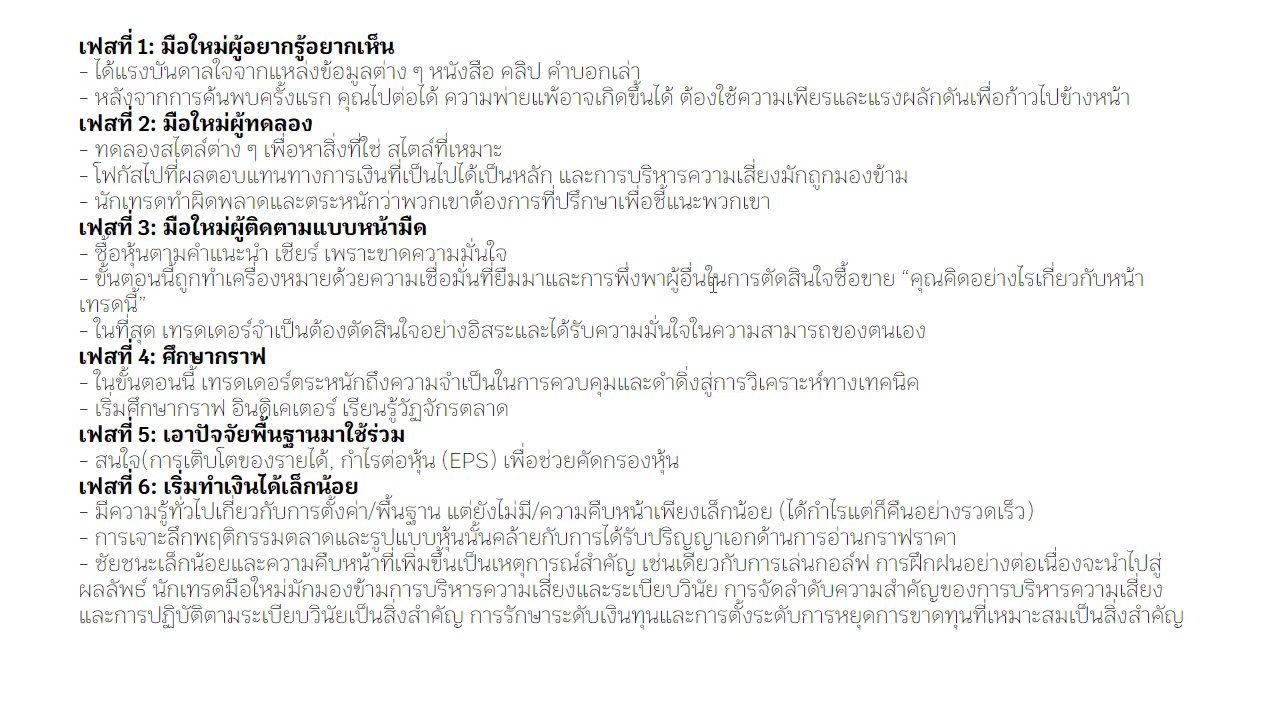 เฟสที่ 1: มือใหม่ผู้อยากรู้อยากเห็น
- ได้แรงบันดาลใจจากแหล่งข้อมูลต่าง ๆ หนังสือ คลิป คำบอกเล่า
- หลังจากการค้นพบครั้งแรก คุณไปต่อได้ ความพ่ายแพ้อาจเกิดขึ้นได้ ต้องใช้ความเพียรและแรงผลักดันเพื่อก้าวไปข้างหน้า
เฟสที่ 2: มือใหม่ผู้ทดลอง
- ทดลองสไตล์ต่าง ๆ เพื่อหาสิ่งที่ใช่ สไตล์ที่เหมาะ
- โฟกัสไปที่ผลตอบแทนทางการเงินที่เป็นไปได้เป็นหลัก และการบริหารความเสี่ยงมักถูกมองข้าม
- นักเทรดทำผิดพลาดและตระหนักว่าพวกเขาต้องการที่ปรึกษาเพื่อชี้แนะพวกเขา
เฟสที่ 3: มือใหม่ผู้ติดตามแบบหน้ามืด
- ซื้อหุ้นตามคำแนะนำ เชียร์ เพราะขาดความมั่นใจ
- ขั้นตอนนี้ถูกทำเครื่องหมายด้วยความเชื่อมั่นที่ยืมมาและการพึ่งพาผู้อื่นในการตัดสินใจซื้อขาย “คุณคิดอย่างไรเกี่ยวกับหน้า
เทรดนี้”
- ในที่สุด เทรดเดอร์จำเป็นต้องตัดสินใจอย่างอิสระและได้รับความมั่นใจในความสามารถของตนเอง
เฟสที่ 4: ศึกษากราฟ
- ในขั้นตอนนี้ เทรดเดอร์ตระหนักถึงความจำเป็นในการควบคุมและดำดิ่งสู่การวิเคราะห์ทางเทคนิค
- เริ่มศึกษากราฟ อินดิเคเตอร์ เรียนรู้วัฏจักรตลาด
เฟสที่ 5: เอาปัจจัยพื้นฐานมาใช้ร่วม
- สนใจ(การเติบโตของรายได้, กำไรต่อหุ้น (EPS) เพื่อช่วยคัดกรองหุ้น
เฟสที่ 6: เริ่มทำเงินได้เล็กน้อย
- มีความรู้ทั่วไปเกี่ยวกับการตั้งค่า/พื้นฐาน แต่ยังไม่มี/ความคืบหน้าเพียงเล็กน้อย (ได้กำไรแต่ก็คืนอย่างรวดเร็ว)
- การเจาะลึกพฤติกรรมตลาดและรูปแบบหุ้นนั้นคล้ายกับการได้รับปริญญาเอกด้านการอ่านกราฟราคา
- ชัยชนะเล็กน้อยและความคืบหน้าที่เพิ่มขึ้นเป็นเหตุการณ์สำคัญ เช่นเดียวกับการเล่นกอล์ฟ การฝึกฝนอย่างต่อเนื่องจะนำไปสู่
ผลลัพธ์ นักเทรดมือใหม่มักมองข้ามการบริหารความเสี่ยงและระเบียบวินัย การจัดลำดับความสำคัญของการบริหารความเสี่ยง
และการปฏิบัติตามระเบียบวินัยเป็นสิ่งสำคัญ การรักษาระดับเงินทุนและการตั้งระดับการหยุดการขาดทุนที่เหมาะสมเป็นสิ่งสำคัญ